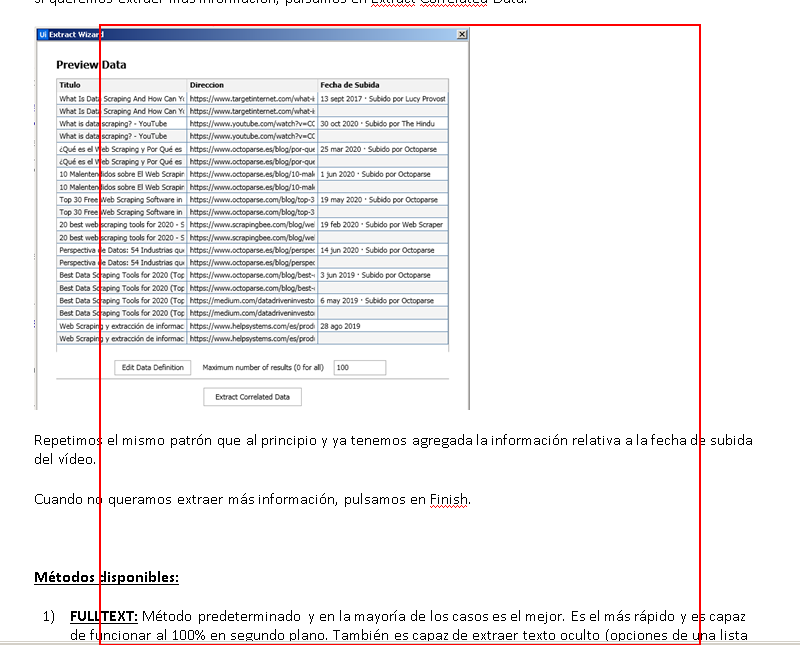 si queremos extraer más información, pulsamos en Extract Correlated Data.
Ui Extract Wizard
Preview Data
Titulo Direccion Fecha de Subida
What Is Data Scraping And How Can Yo https://www.targetinternet.com/what-i 13 sept 2017 · Subido por Lucy Provost
What Is Data Scraping And How Can Yo https://www.targetinternet.com/what-i
What is data scraping? - YouTube https://www.youtube.com/watch?v=CC 30 oct 2020 · Subido por The Hindu
What is data scraping? - YouTube https://www.youtube.com/watch?v=CC
¿Qué es el Web Scraping y Por Qué es https://www.octoparse.es/blog/por-que 25 mar 2020 · Subido por Octoparse
¿Qué es el Web Scraping y Por Qué es https://www.octoparse.es/blog/por-que
10 Malentendidos sobre El Web Scrapin https://www.octoparse.es/blog/10-male 1 jun 2020 · Subido por Octoparse
10 Malentendidos sobre El Web Scrapin https://www.octoparse.es/blog/10-male
Top 30 Free Web Scraping Software in https://www.octoparse.com/blog/top-3 19 may 2020 · Subido por Octoparse
Top 30 Free Web Scraping Software in https://www.octoparse.com/blog/top-3
20 best web scraping tools for 2020 - S https://www.scrapingbee.com/blog/we 19 feb 2020 · Subido por Web Scraper
20 best web scraping tools for 2020 - S https://www.scrapingbee.com/blog/we
Perspectiva de Datos: 54 Industrias que https://www.octoparse.es/blog/perspec 14 jun 2020 · Subido por Octoparse
Perspectiva de Datos: 54 Industrias que https://www.octoparse.es/blog/perspec
Best Data Scraping Tools for 2020 (Top https://www.octoparse.com/blog/best- 3 jun 2019 · Subido por Octoparse
Best Data Scraping Tools for 2020 (Top https://www.octoparse.com/blog/best-
Best Data Scraping Tools for 2020 (Top https://medium.com/datadriveninvesto 6 may 2019 · Subido por Octoparse
Best Data Scraping Tools for 2020 (Top https://medium.com/datadriveninvesto
Web Scraping y extracción de informac https://www.helpsystems.com/es/prod 28 ago 2019
Web Scraping y extracción de informac https://www.helpsystems.com/es/prod
Edit Data Definition Maximum number of results (0 for all) 100
Extract Correlated Data
Repetimos el mismo patrón que al principio y ya tenemos agregada la información relativa a la fecha de subida
del vídeo.
Cuando no queramos extraer más información, pulsamos en Finish.
Métodos disponibles:
1) FULLTEXT: Método predeterminado y en la mayoría de los casos es el mejor. Es el más rápido y es capaz
de funcionar al 100% en segundo plano. También es capaz de extraer texto oculto (opciones de una lista